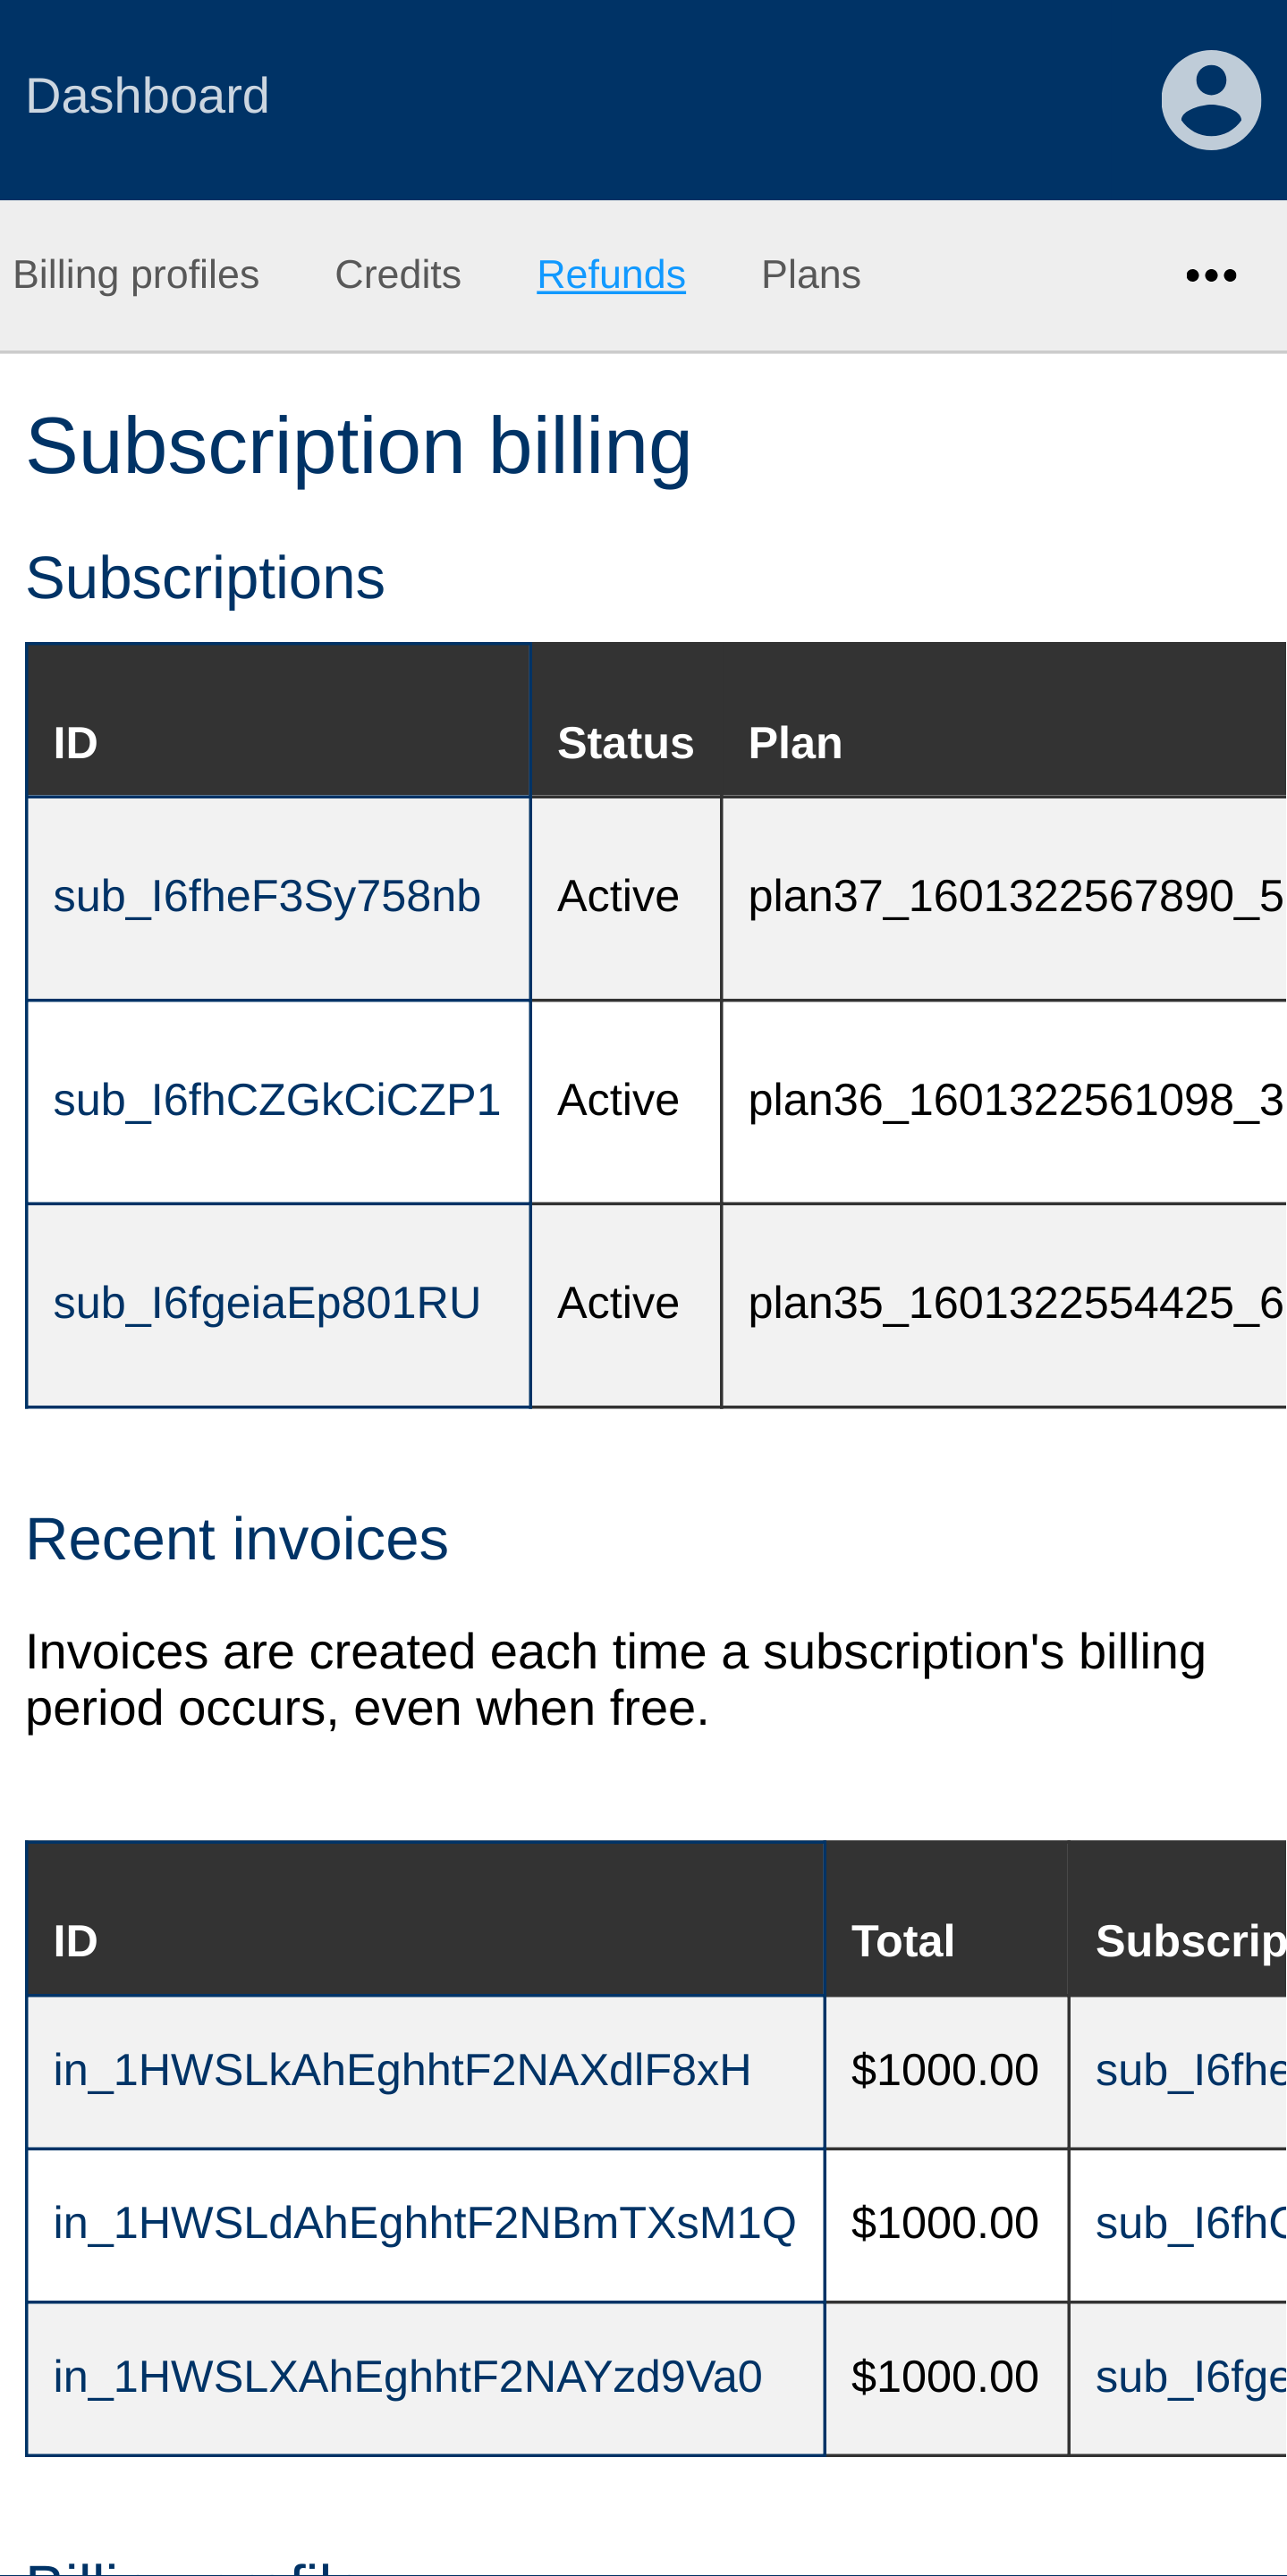 Dashboard
Billing profiles Credits Refunds Plans
Subscription billing
Subscriptions
ID Status Plan
sub_I6fheF3Sy758nb Active plan37_1601322567890_5
sub_I6fhCZGkCiCZP1 Active plan36_1601322561098_3
sub_I6fgeiaEp801RU Active plan35_1601322554425_6
Recent invoices
Invoices are created each time a subscription's billing
period occurs, even when free.
ID Total Subscrip
in_1HWSLkAhEghhtF2NAXdlF8xH $1000.00 sub_I6fhe
in_1HWSLdAhEghhtF2NBmTXsM1Q $1000.00 sub_I6fhC
in_1HWSLXAhEghhtF2NAYzd9Va0 $1000.00 sub_I6fge